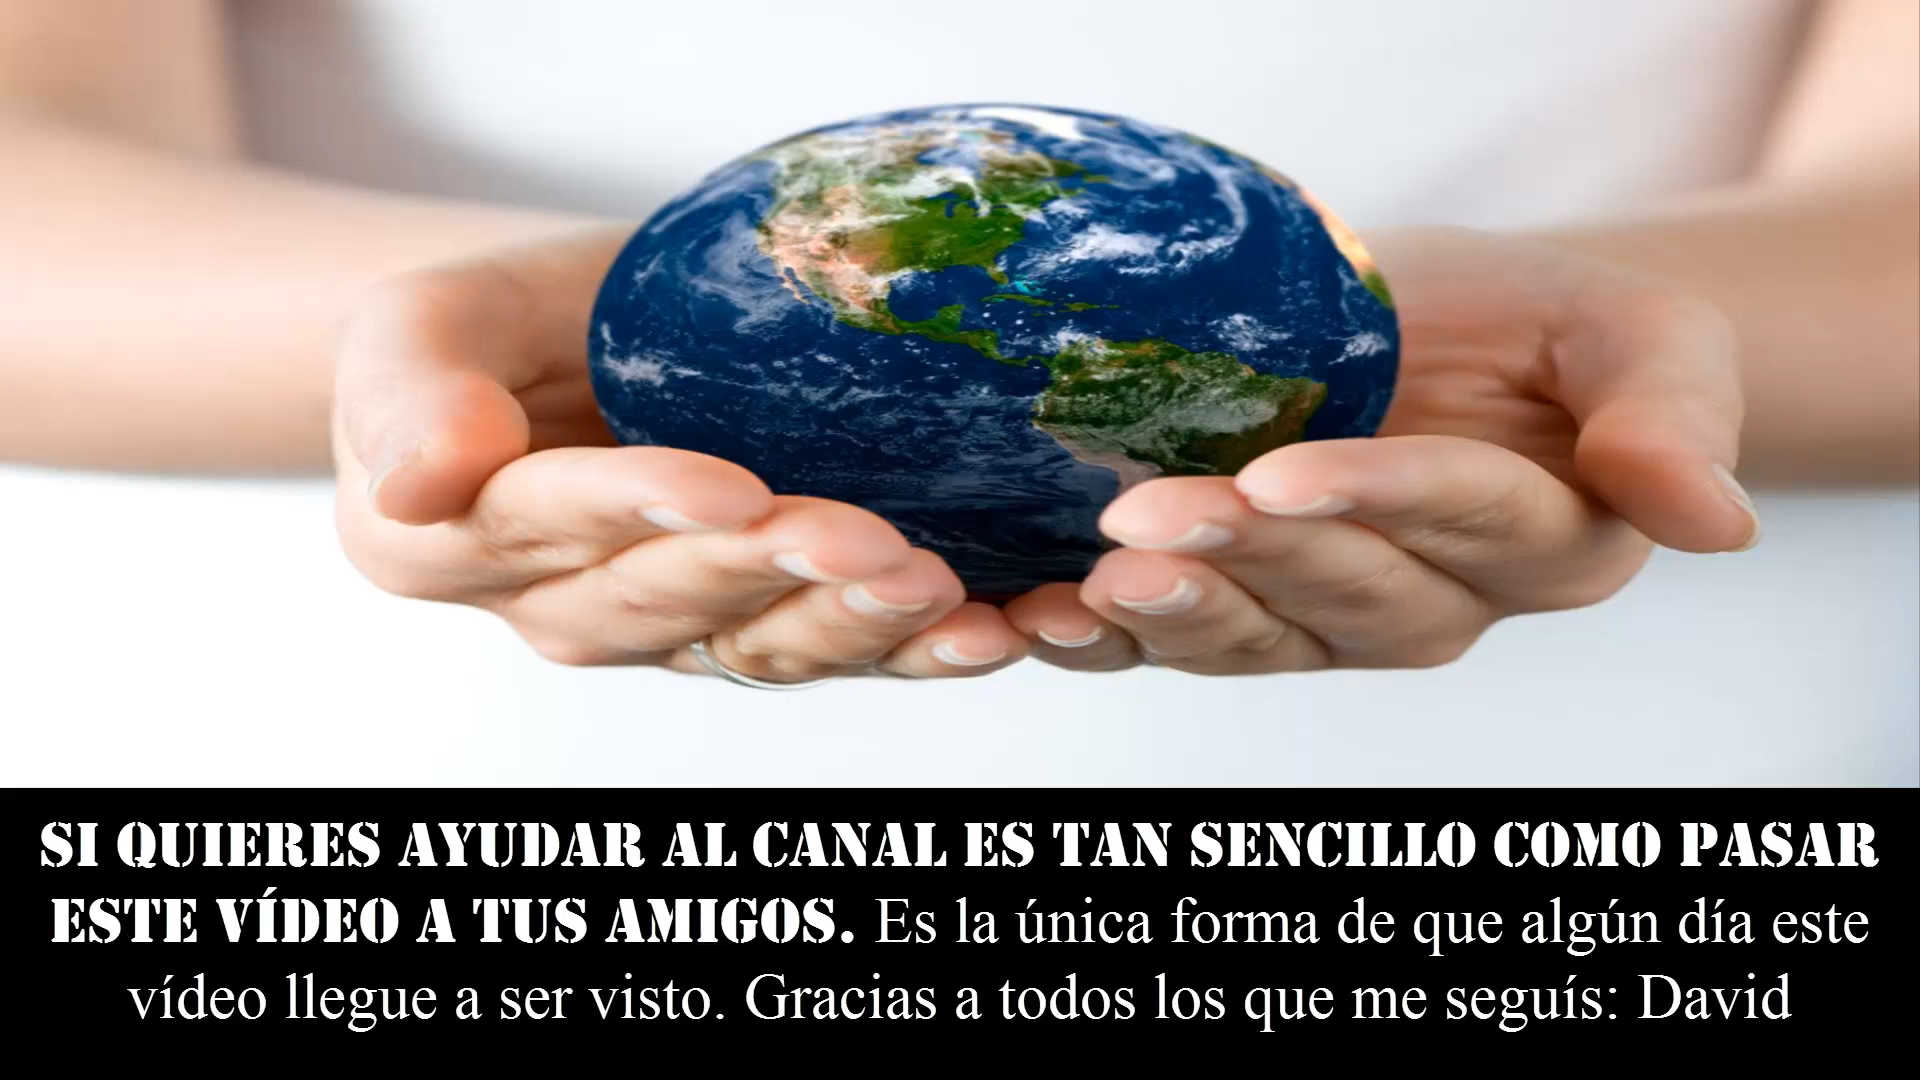 SI QUIERES AYUDAR AL CANAL ES TAN SENCILLO COMO PASAR
ESTE VÍDEO A TUS AMIGOS. Es la única forma de que algún día este
vídeo llegue a ser visto. Gracias a todos los que me seguís: David